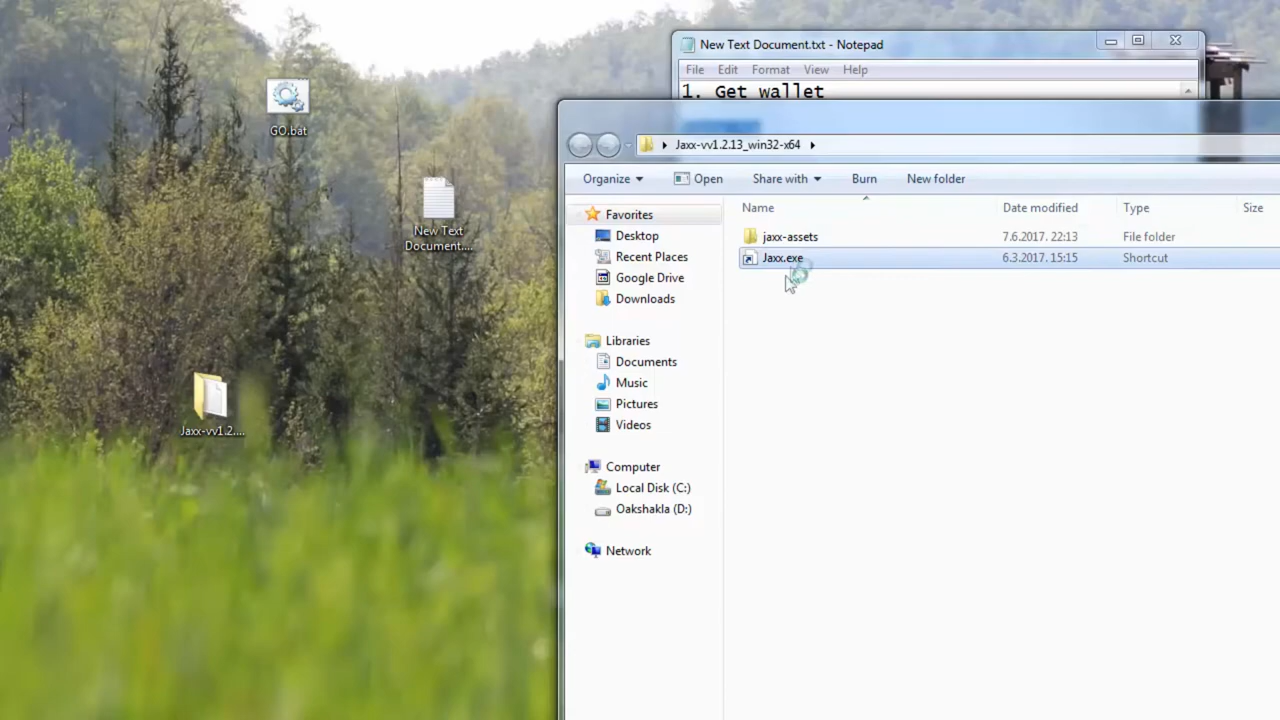 New Text Document.txt - Notepad
File Edit Format View Help
1. Get wallet
GO.bat
New Text
Document....
Jaxx-vv1.2....
Jaxx-vv1.2.13_win32-x64
Organize Open Share with Burn New folder
Name Date modified Type Size
Favorites
Desktop
Recent Places
Google Drive
Downloads
Libraries
Documents
Music
Pictures
Videos
Computer
Local Disk (C:)
Oakshakla (D:)
Network
jaxx-assets 7.6.2017. 22:13 File folder
Jaxx.exe 6.3.2017. 15:15 Shortcut